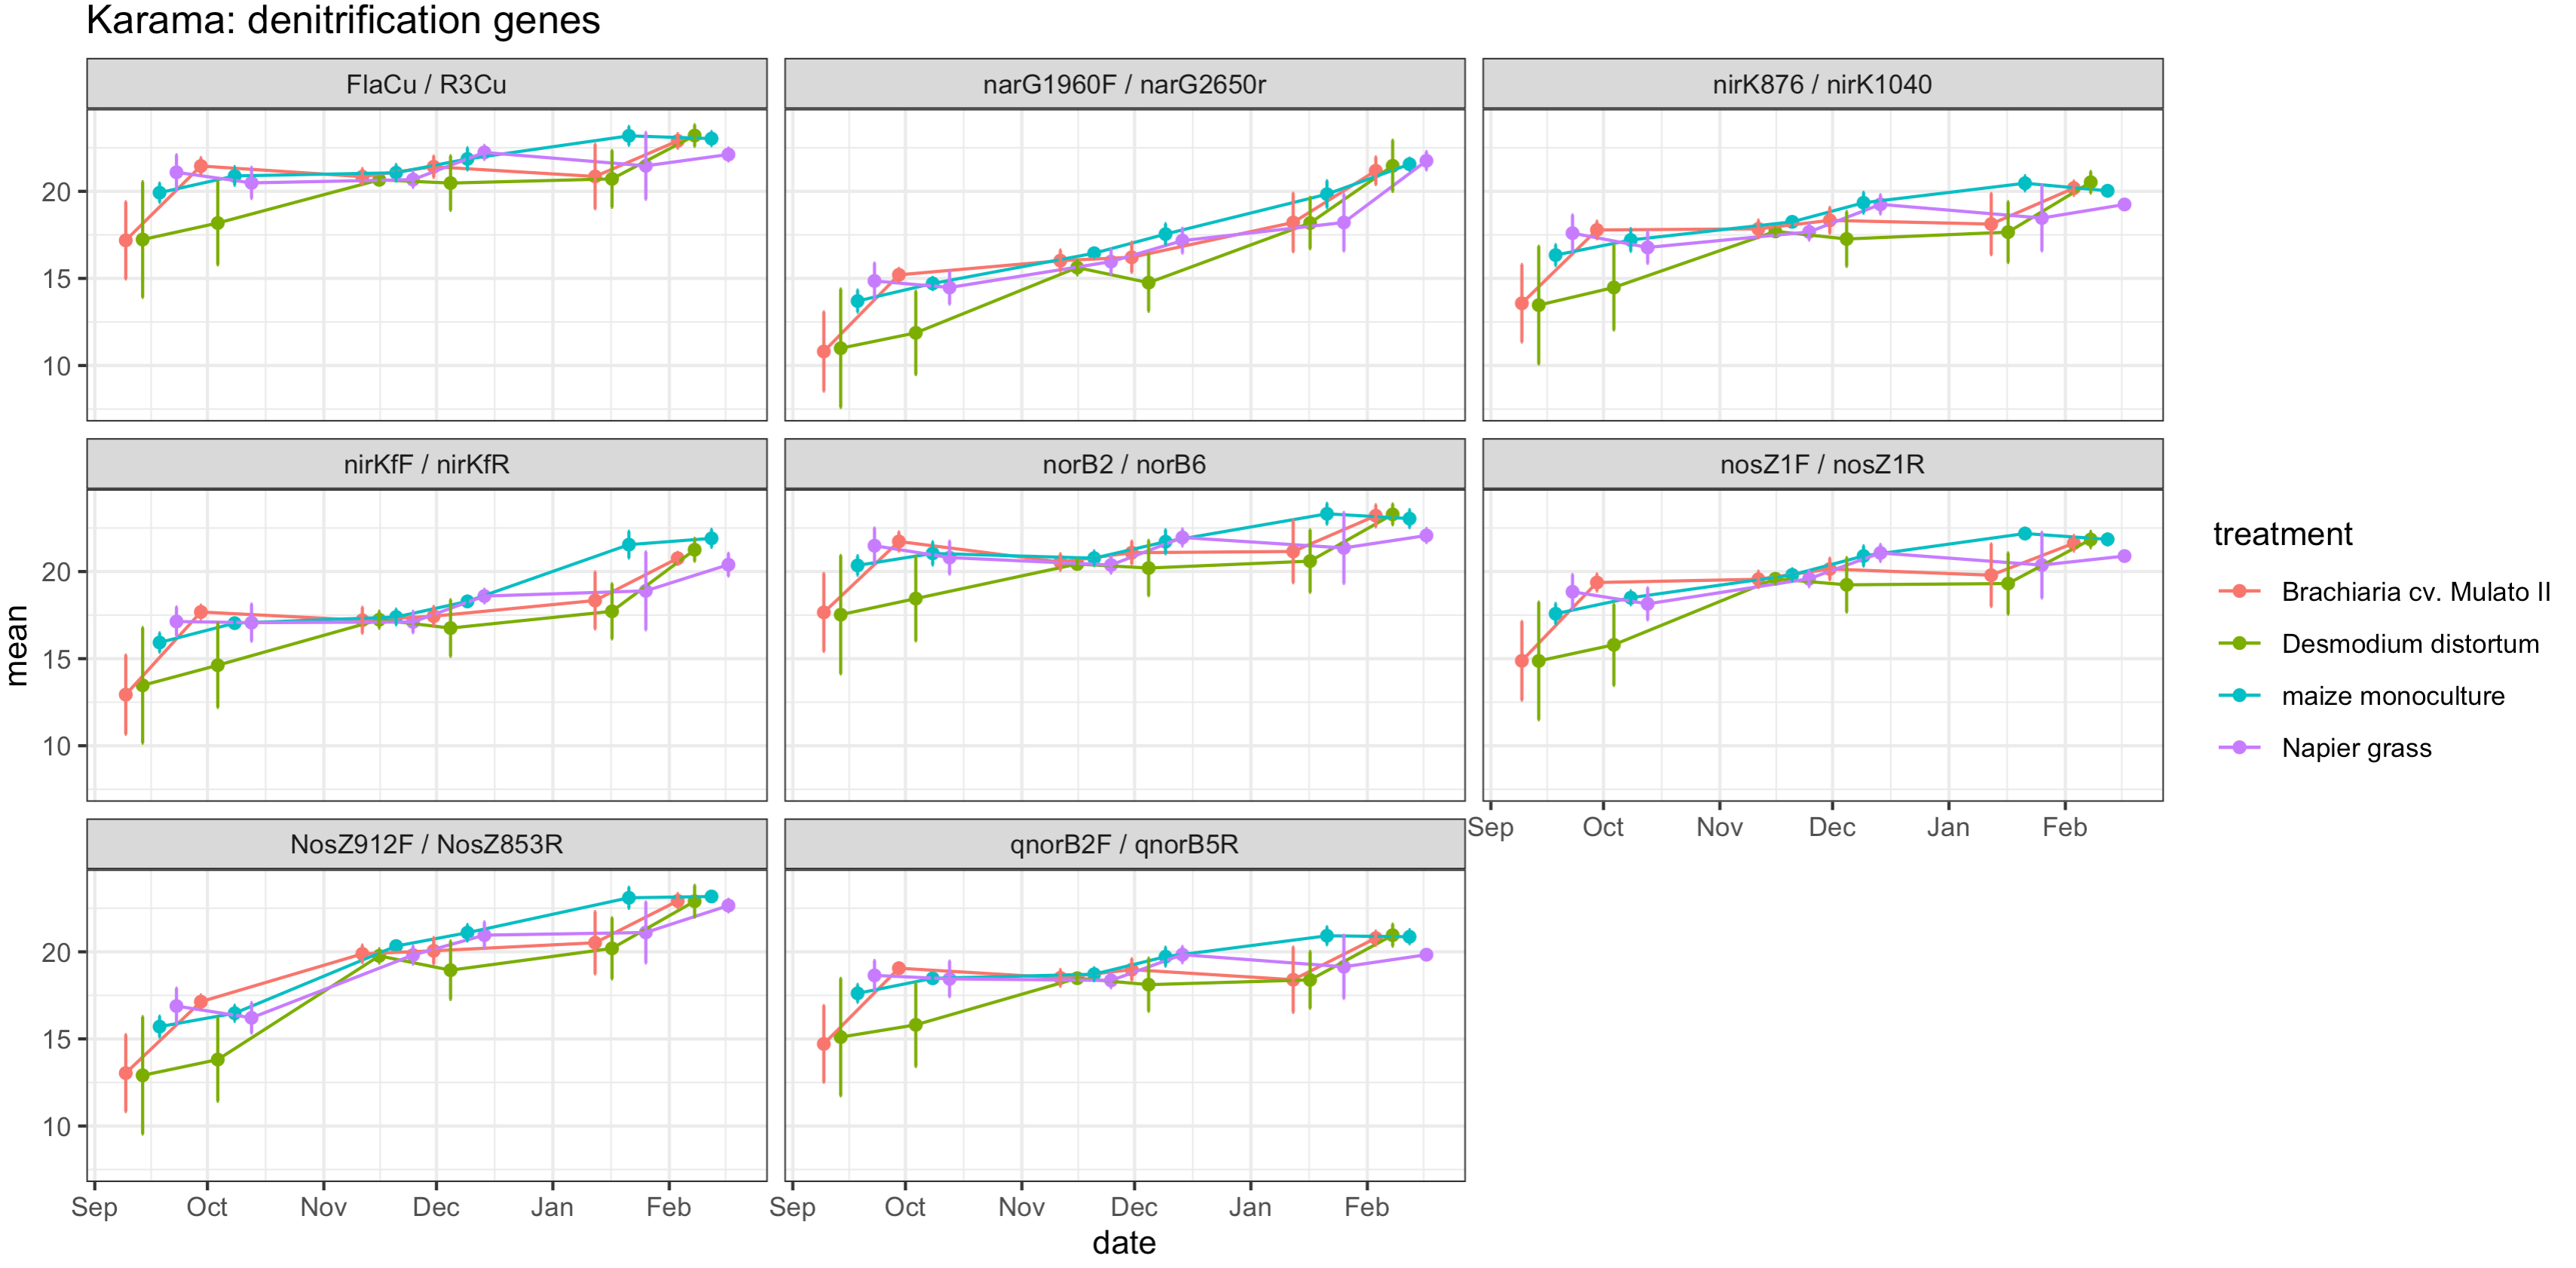 Karama: denitrification genes
FlaCu / R3Cu
narG1960F / narG2650r
nirK876 / nirK1040
20
15
10
nirKfF / nirKfR
norB2 / norB6
nosZ1F / nosZ1R
20
15
10
Sep Oct Nov Dec Jan Feb
NosZ912F / NosZ853R
qnorB2F / qnorB5R
20
15
10
Sep Oct Nov Dec Jan Feb
Sep Oct Nov Dec Jan Feb
mean
date
treatment
Brachiaria cv. Mulato II
Desmodium distortum
maize monoculture
Napier grass